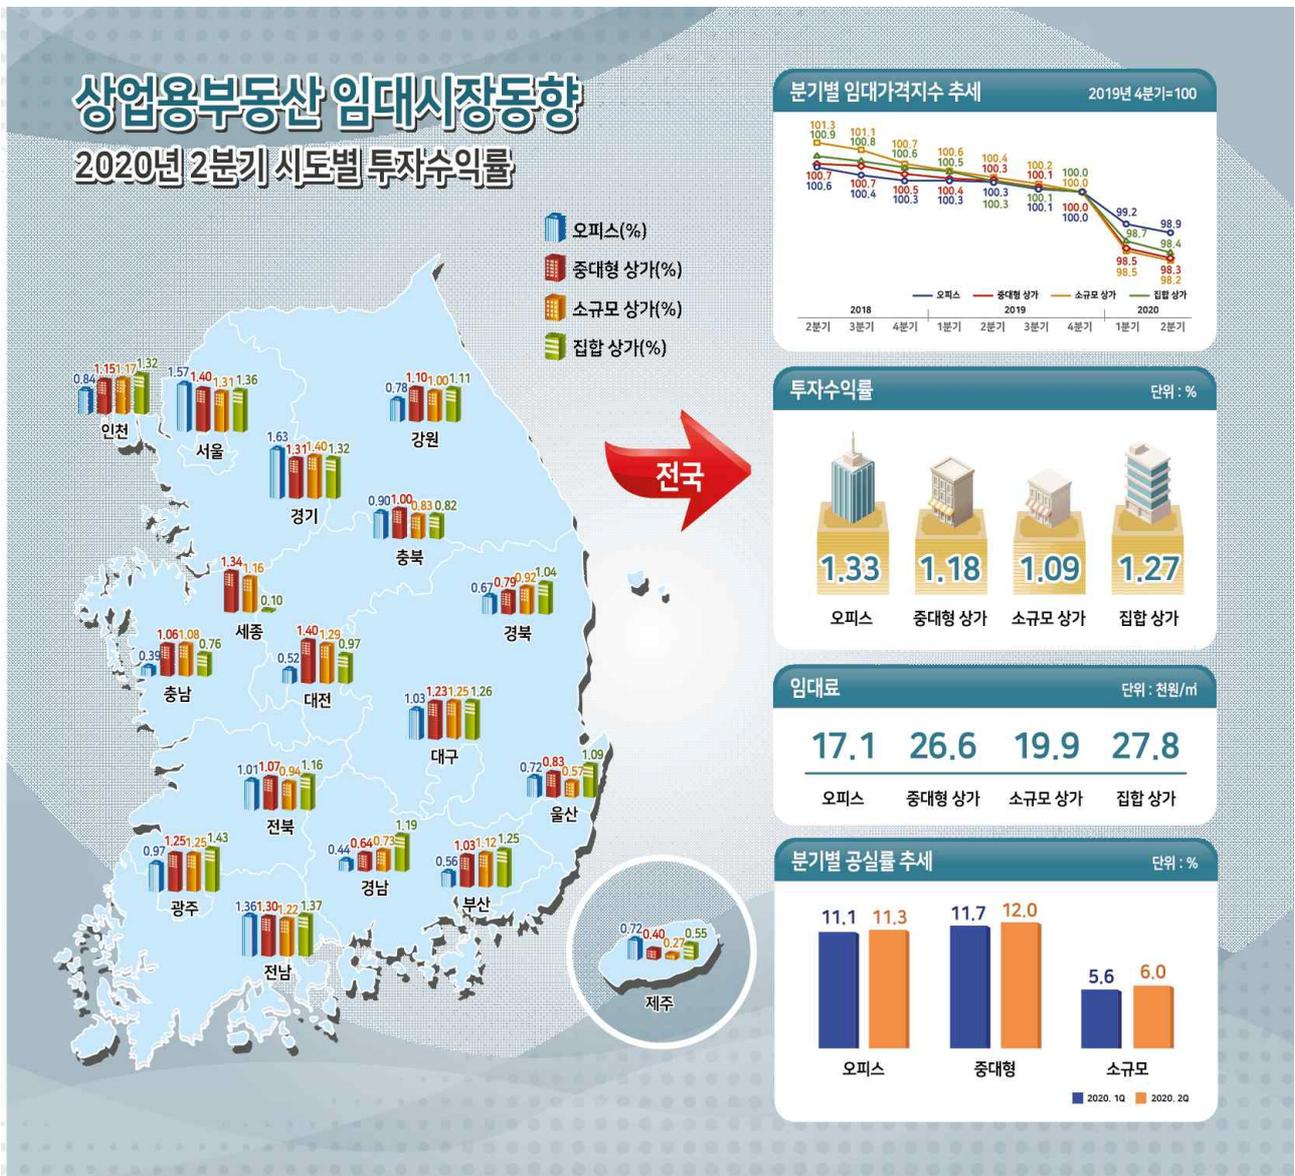 상업용부동산 임대시장동향
2020년 2분기 시도별 투자수익률
오피스(%)
중대형 상가(%)
소규모 상가(%)
집합 상가(%)
0.84 1.15 1.17 1.32
인천
1.57 1.40 1.31 1.36
서울
0.78 1.10 1.00 1.11
강원
1.63 1.31 1.40 1.32
경기
0.90 1.00 0.83 0.82
충북
1.34 1.16 0.10
세종
0.67 0.79 0.92 1.04
경북
0.39 1.06 1.08 0.76
충남
0.52 1.40 1.29 0.97
대전
1.03 1.23 1.25 1.26
대구
0.72 0.83 0.57 1.09
울산
1.01 1.07 0.94 1.16
전북
0.97 1.25 1.25 1.43
광주
0.44 0.64 0.73 1.19
경남
0.56 1.03 1.12 1.25
부산
1.36 1.30 1.22 1.37
전남
0.72 0.40 0.27 0.55
제주
전국
분기별 임대가격지수 추세 2019년 4분기=100
101.3 101.1 100.7 100.6 100.4 100.2 100.0
100.9 100.8 100.6 100.5 100.3 100.1 100.0
100.7 100.7 100.5 100.4 100.3 100.1 100.0
100.6 100.4 100.3 100.3 100.3 100.1 100.0
99.2 98.9
98.7 98.4
98.5 98.3
98.5 98.2
오피스 중대형 상가 소규모 상가 집합 상가
2018 2019 2020
2분기 3분기 4분기 1분기 2분기 3분기 4분기 1분기 2분기
투자수익률 단위 : %
1.33 1.18 1.09 1.27
오피스 중대형 상가 소규모 상가 집합 상가
임대료 단위 : 천원/㎡
17.1 26.6 19.9 27.8
오피스 중대형 상가 소규모 상가 집합 상가
분기별 공실률 추세 단위 : %
11.1 11.3 11.7 12.0 5.6 6.0
오피스 중대형 소규모
2020. 1Q 2020. 2Q